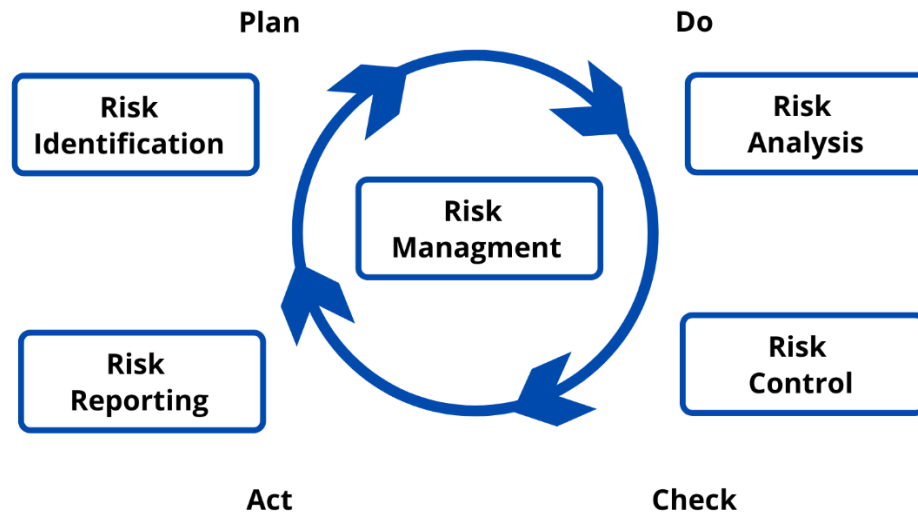 Plan
Do
Risk
Identification
Risk
Analysis
Risk
Managment
Risk
Reporting
Risk
Control
Act
Check